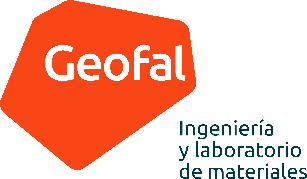 Geofal
Ingeniería
y laboratorio
de materiales